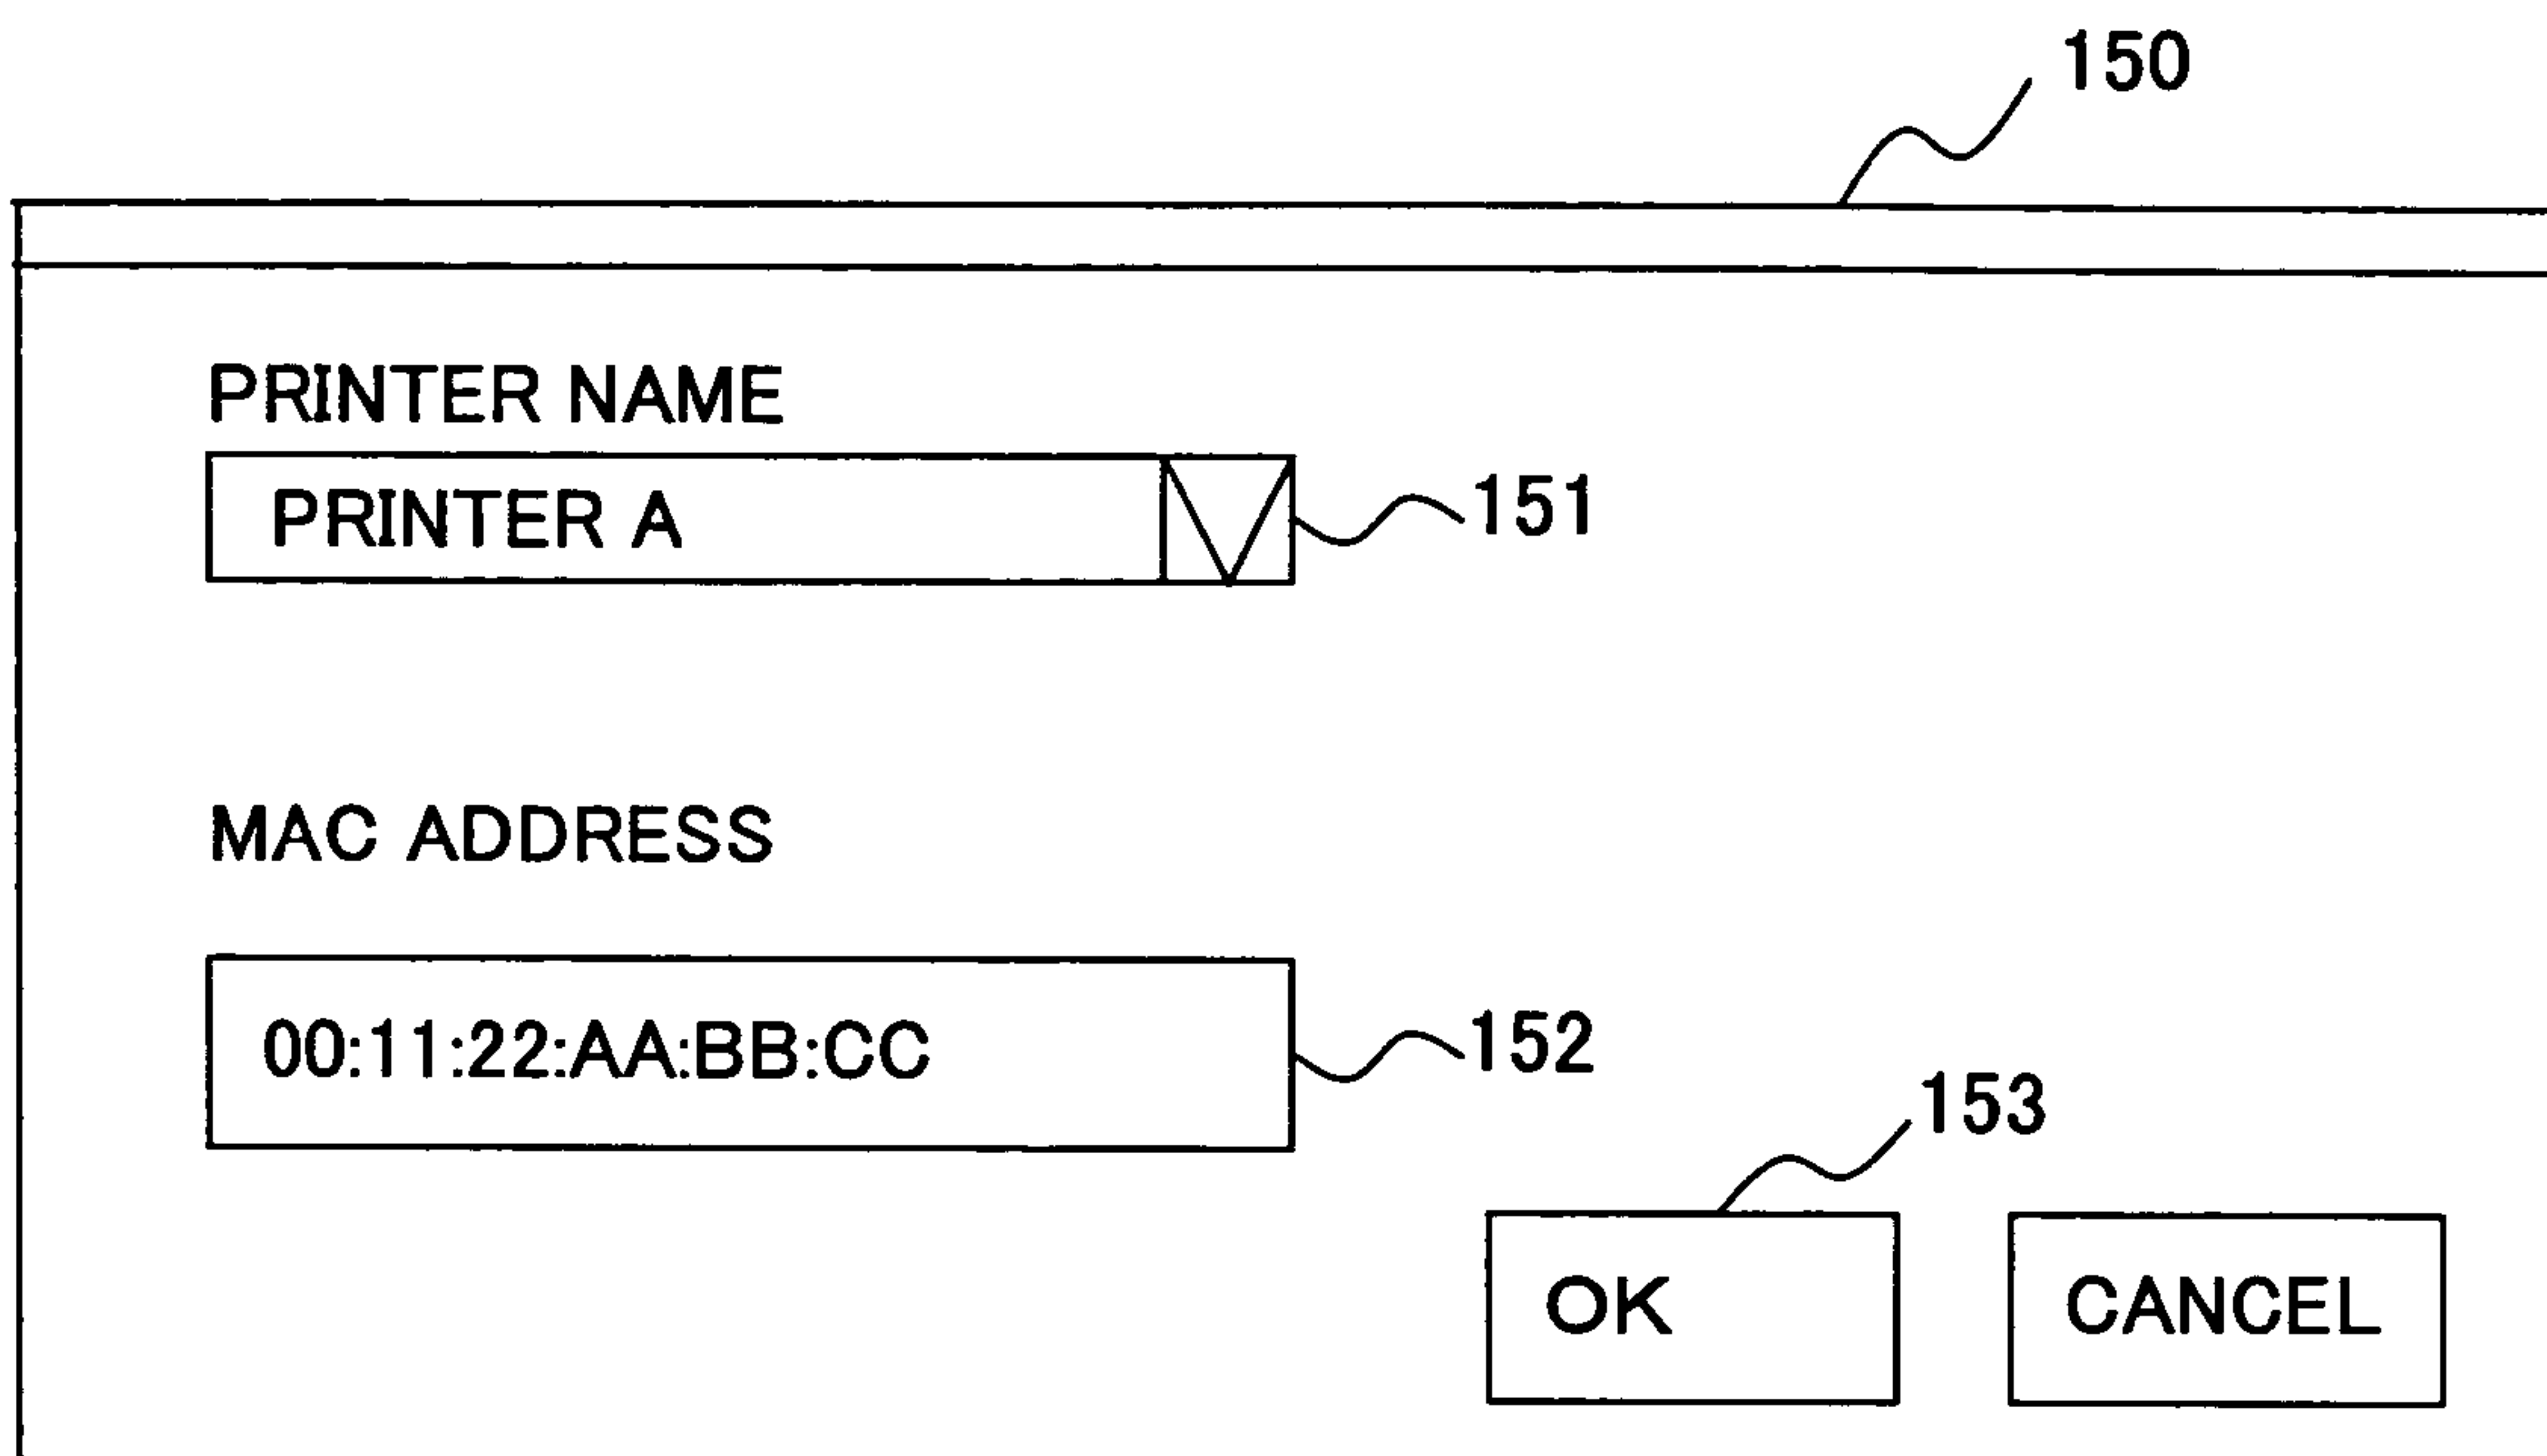 150
PRINTER NAME
PRINTER A
151
MAC ADDRESS
00:11:22:AA:BB:CC
152
153
OK
CANCEL